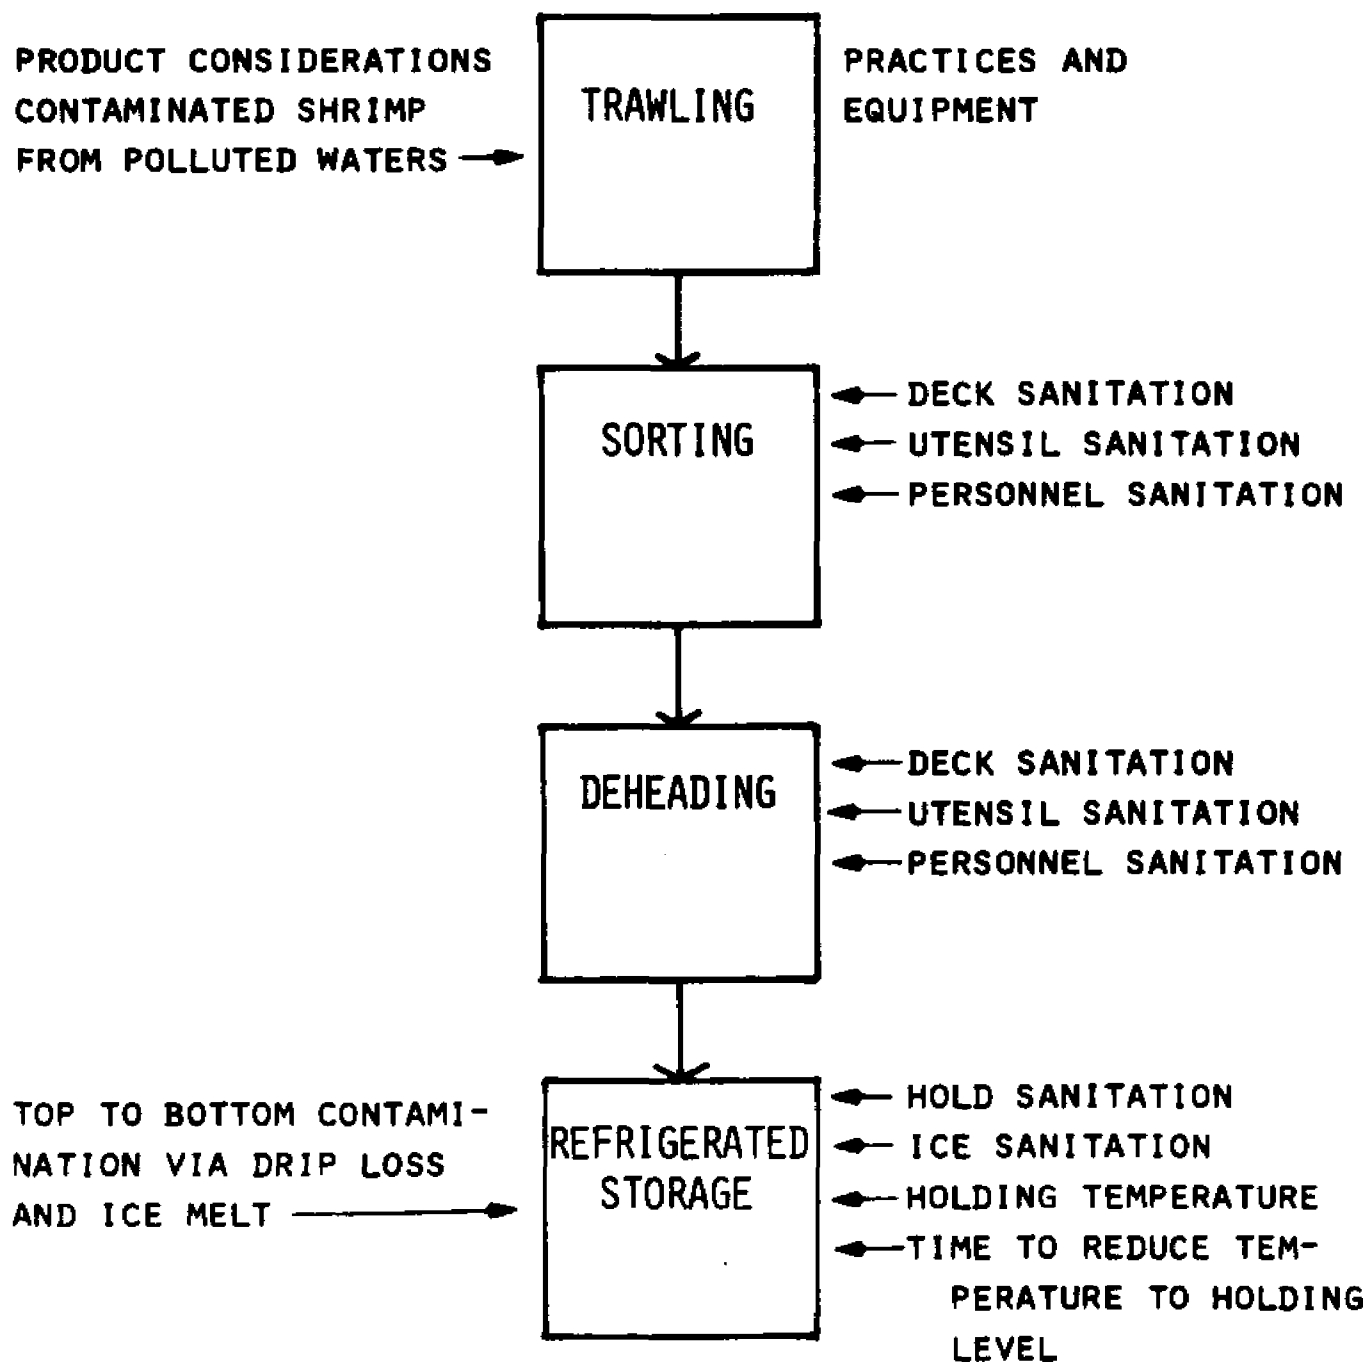 PRODUCT CONSIDERATIONS
CONTAMINATED SHRIMP
FROM POLLUTED WATERS
TRAWLING
PRACTICES AND
EQUIPMENT
SORTING
DECK SANITATION
UTENSIL SANITATION
PERSONNEL SANITATION
DEHEADING
DECK SANITATION
UTENSIL SANITATION
PERSONNEL SANITATION
TOP TO BOTTOM CONTAMI-
NATION VIA DRIP LOSS
AND ICE MELT
REFRIGERATED
STORAGE
HOLD SANITATION
ICE SANITATION
HOLDING TEMPERATURE
TIME TO REDUCE TEM-
PERATURE TO HOLDING
LEVEL